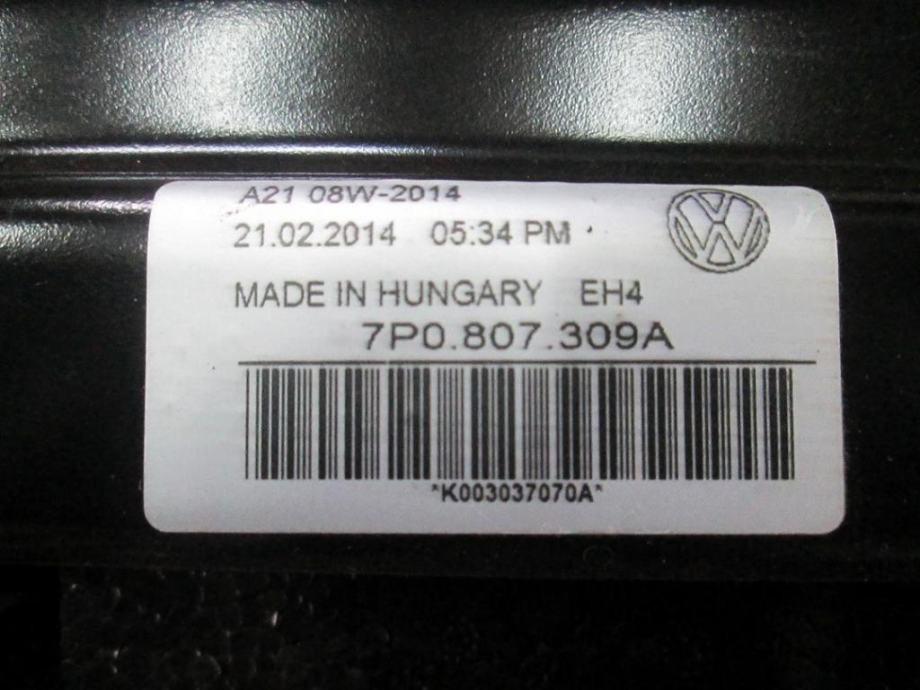 A21 08W-2014
21.02.2014 05:34 PM
MADE IN HUNGARY EH4
7P0.807.309A
*K003037070A*